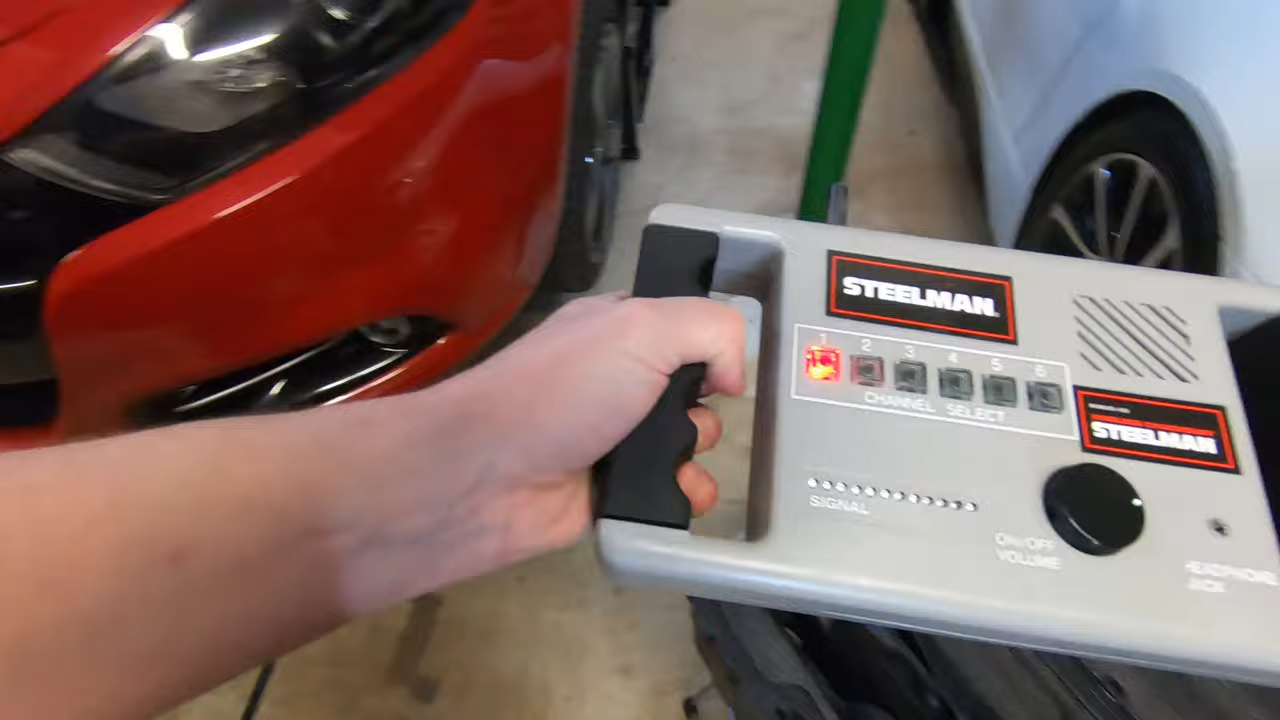 STEELMAN
1 2 3 4 5 6
CHANNEL SELECT
STEELMAN
SIGNAL
ON/OFF
VOLUME
HEADPHONE
JACK